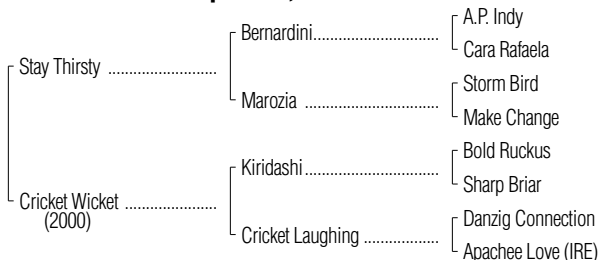 A.P. Indy
Bernardini
Cara Rafaela
Stay Thirsty
Storm Bird
Marozia
Make Change
Bold Ruckus
Kiridashi
Sharp Briar
Cricket Wicket
(2000)
Danzig Connection
Cricket Laughing
Apachee Love (IRE)